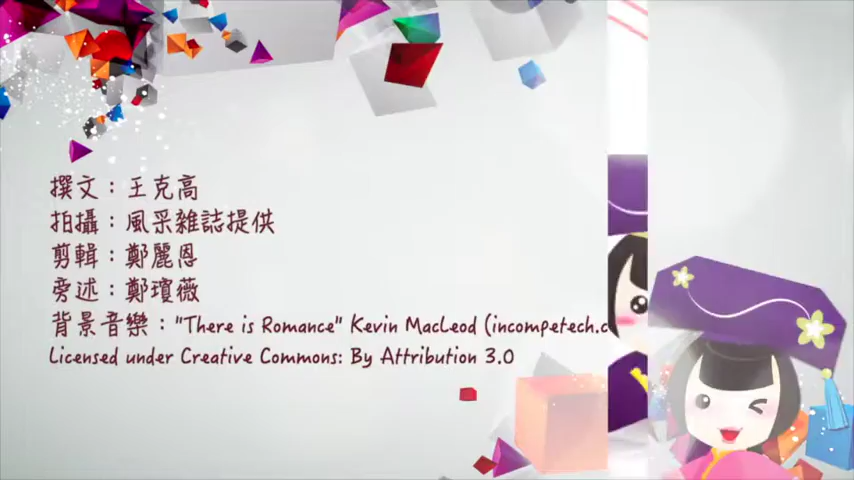 撰文：王克高
拍攝：風采雜誌提供
剪輯：鄭麗恩
旁述：鄭瓊薇
背景音樂："There is Romance" Kevin MacLeod (incompetech.c
Licensed under Creative Commons: By Attribution 3.0